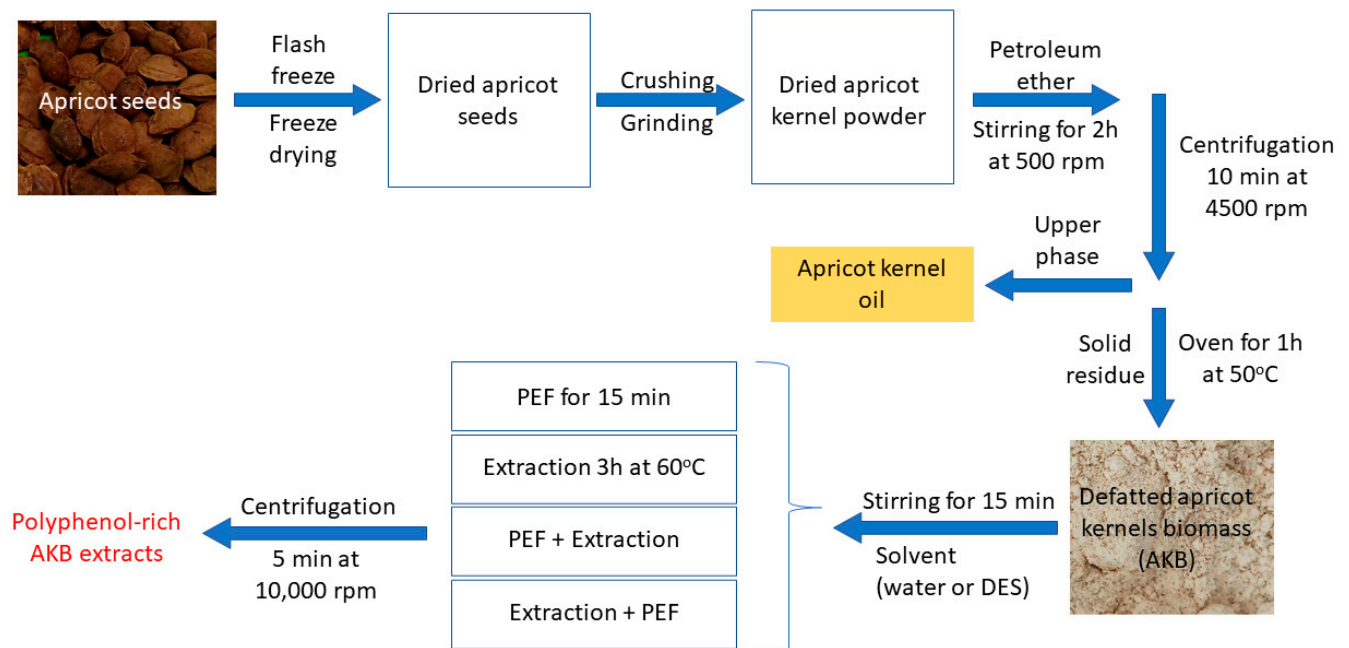 Apricot seeds
Flash
freeze
Freeze
drying
Dried apricot
seeds
Crushing
Grinding
Dried apricot
kernel powder
Petroleum
ether
Stirring for 2h
at 500 rpm
Centrifugation
10 min at
4500 rpm
Upper
phase
Apricot kernel
oil
Solid
residue
Oven for 1h
at 50°C
Defatted apricot
kernels biomass
(AKB)
Stirring for 15 min
Solvent
(water or DES)
PEF for 15 min
Extraction 3h at 60°C
PEF + Extraction
Extraction + PEF
Centrifugation
5 min at
10,000 rpm
Polyphenol-rich
AKB extracts